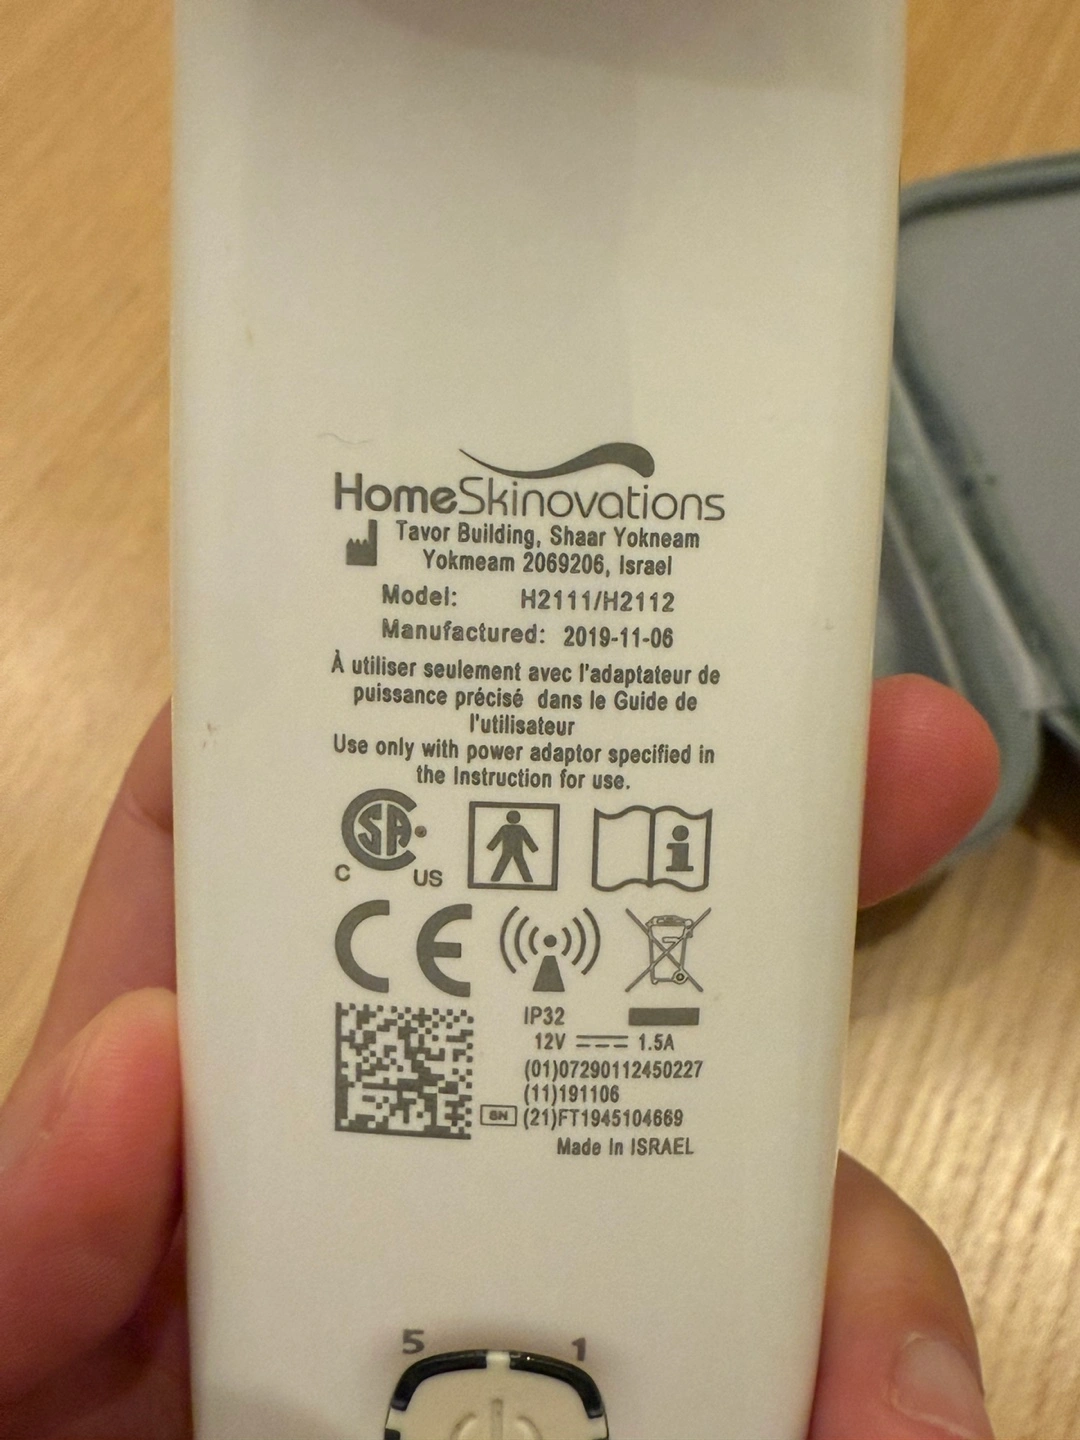 HomeSkinovations
Tavor Building, Shaar Yokneam
Yokmeam 2069206, Israel
Model: H2111/H2112
Manufactured: 2019-11-06
À utiliser seulement avec l'adaptateur de
puissance précisé dans le Guide de
l'utilisateur
Use only with power adaptor specified in
the Instruction for use.
CSA®
C US
CE
IP32
12V 1.5A
(01)07290112450227
(11)191106
SN (21)FT1945104669
Made In ISRAEL
5 1